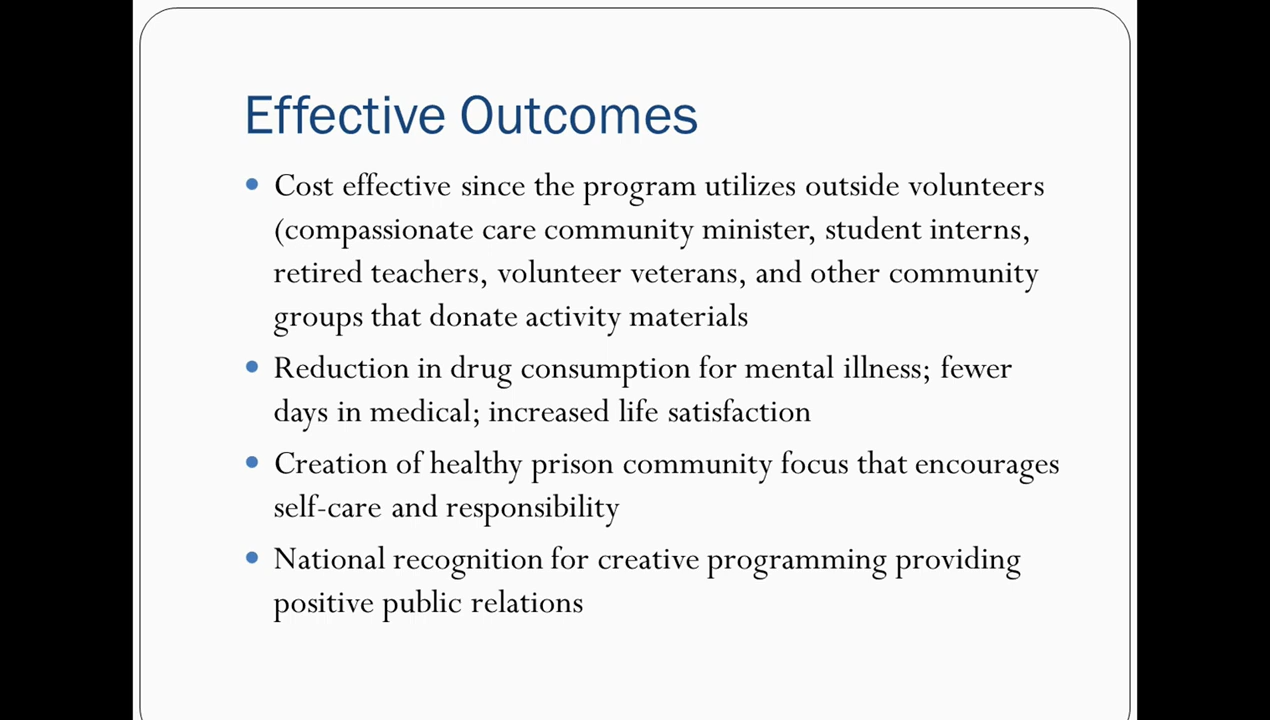 Effective Outcomes
• Cost effective since the program utilizes outside volunteers
(compassionate care community minister, student interns,
retired teachers, volunteer veterans, and other community
groups that donate activity materials
• Reduction in drug consumption for mental illness; fewer
days in medical; increased life satisfaction
• Creation of healthy prison community focus that encourages
self-care and responsibility
• National recognition for creative programming providing
positive public relations